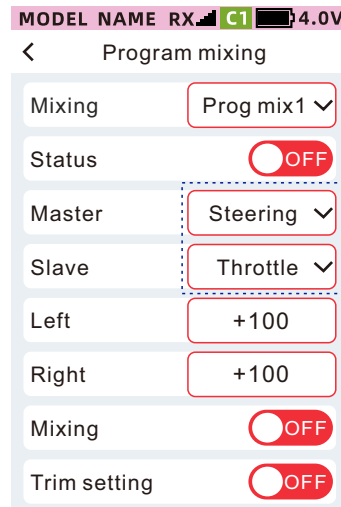 MODEL NAME RX C1 4.0V
Program mixing
Mixing Prog mix1
Status OFF
Master Steering
Slave Throttle
Left +100
Right +100
Mixing OFF
Trim setting OFF